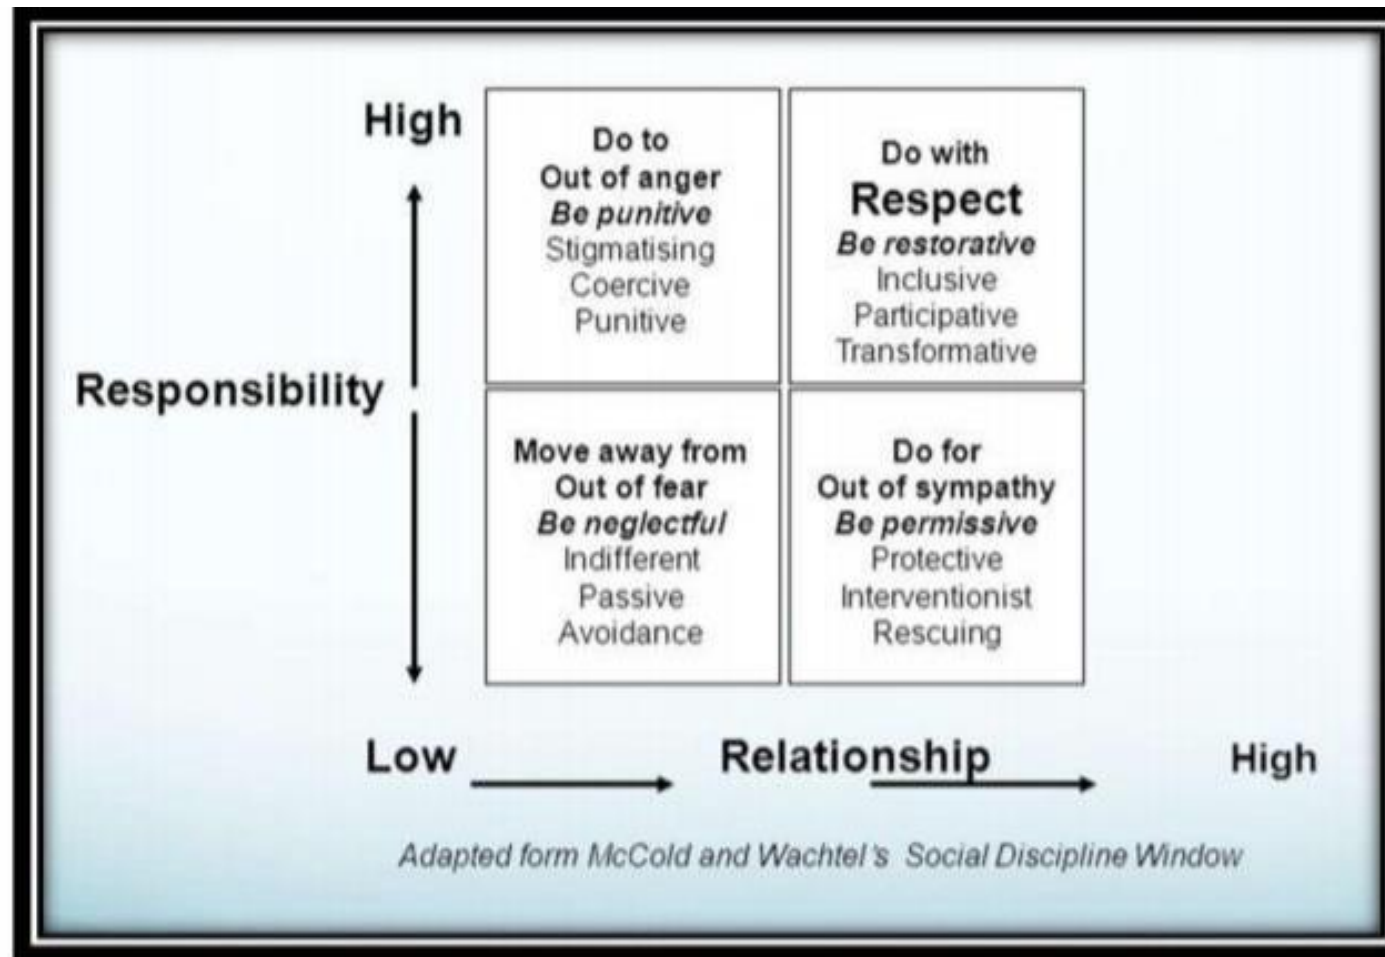 High
Do to
Out of anger
Be punitive
Stigmatising
Coercive
Punitive
Do with
Respect
Be restorative
Inclusive
Participative
Transformative
Responsibility
Move away from
Out of fear
Be neglectful
Indifferent
Passive
Avoidance
Do for
Out of sympathy
Be permissive
Protective
Interventionist
Rescuing
Low
Relationship
High
Adapted form McCold and Wachtel's Social Discipline Window